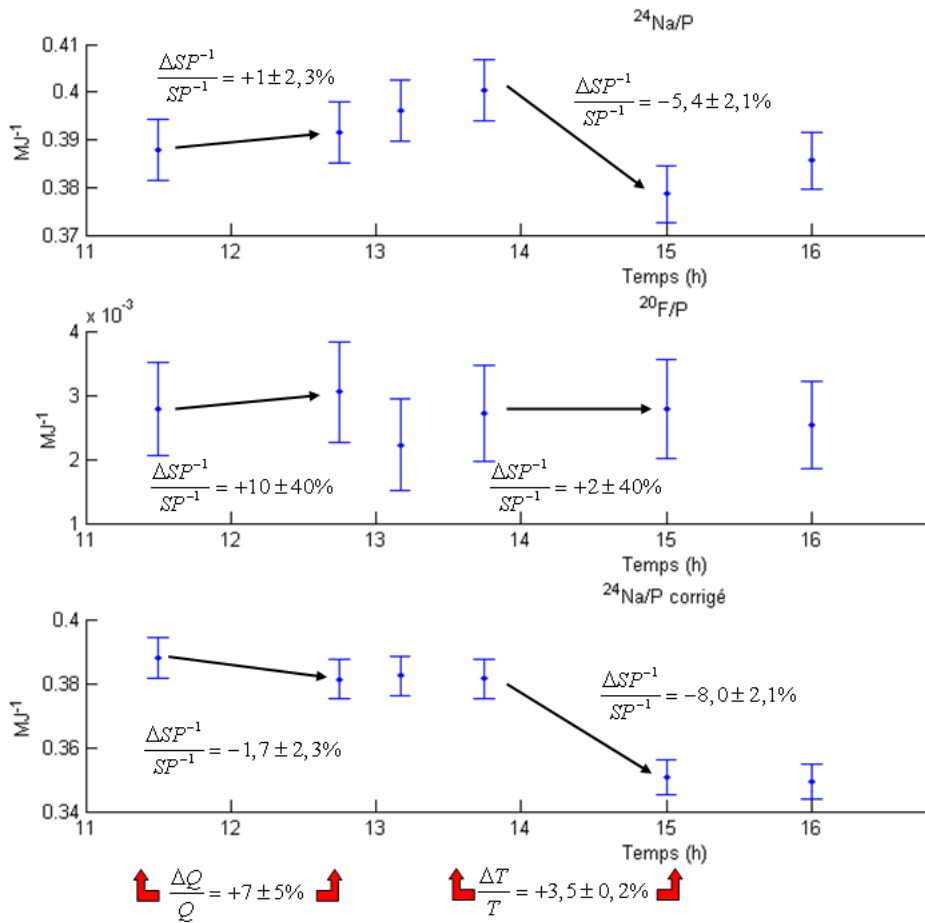 ²⁴Na/P
0.41
0.4
0.39
0.38
0.37
MJ⁻¹
ΔSP⁻¹/SP⁻¹ = +1 ± 2,3%
ΔSP⁻¹/SP⁻¹ = −5,4 ± 2,1%
11 12 13 14 15 16
Temps (h)
²⁰F/P
x 10⁻³
4
3
2
1
MJ⁻¹
ΔSP⁻¹/SP⁻¹ = +10 ± 40%
ΔSP⁻¹/SP⁻¹ = +2 ± 40%
11 12 13 14 15 16
Temps (h)
²⁴Na/P corrigé
0.4
0.38
0.36
0.34
MJ⁻¹
ΔSP⁻¹/SP⁻¹ = −1,7 ± 2,3%
ΔSP⁻¹/SP⁻¹ = −8,0 ± 2,1%
11 12 13 14 15 16
Temps (h)
ΔQ/Q = +7 ± 5%
ΔT/T = +3,5 ± 0,2%